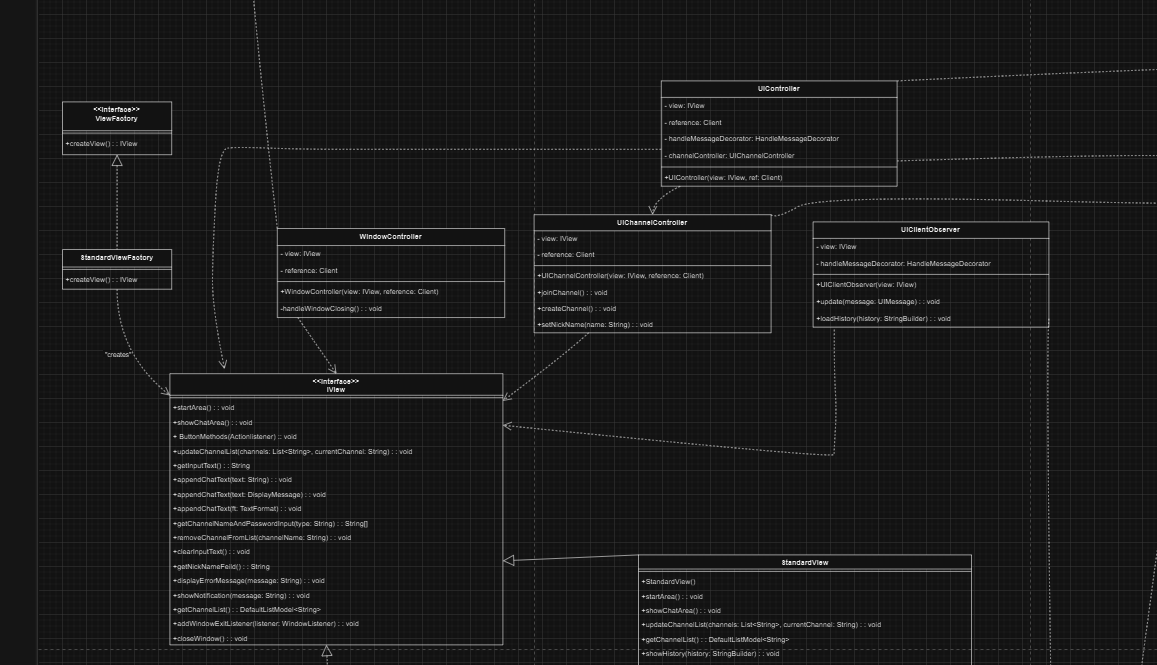 <<Interface>>
ViewFactory
+createView() : : IView
StandardViewFactory
+createView() : : IView
"creates"
WindowController
- view: IView
- reference: Client
+WindowController(view: IView, reference: Client)
-handleWindowClosing() : : void
UIController
- view: IView
- reference: Client
- handleMessageDecorator: HandleMessageDecorator
- channelController: UIChannelController
+UIController(view: IView, ref: Client)
UIChannelController
- view: IView
- reference: Client
+UIChannelController(view: IView, reference: Client)
+joinChannel() : : void
+createChannel() : : void
+setNickName(name: String) : : void
UIClientObserver
- view: IView
- handleMessageDecorator: HandleMessageDecorator
+UIClientObserver(view: IView)
+update(message: UIMessage) : : void
+loadHistory(history: StringBuilder) : : void
<<Interface>>
IView
+startArea() : : void
+showChatArea() : : void
+ ButtonMethods(Actionlistener) :: void
+updateChannelList(channels: List<String>, currentChannel: String) : : void
+getInputText() : : String
+appendChatText(text: String) : : void
+appendChatText(text: DisplayMessage) : : void
+appendChatText(ft: TextFormat) : : void
+getChannelNameAndPasswordInput(type: String) : : String[]
+removeChannelFromList(channelName: String) : : void
+clearInputText() : : void
+getNickNameFeild() : : String
+displayErrorMessage(message: String) : : void
+showNotification(message: String) : : void
+getChannelList() : : DefaultListModel<String>
+addWindowExitListener(listener: WindowListener) : : void
+closeWindow() : : void
StandardView
+StandardView()
+startArea() : : void
+showChatArea() : : void
+updateChannelList(channels: List<String>, currentChannel: String) : : void
+getChannelList() : : DefaultListModel<String>
+showHistory(history: StringBuilder) : : void